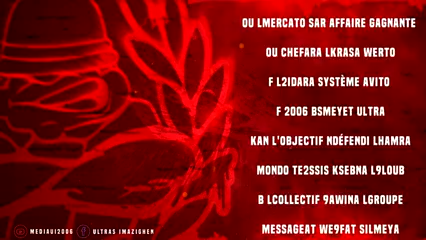 OU LMERCATO SAR AFFAIRE GAGNANTE
OU CHEFARA LKRASA WERTO
F L2IDARA SYSTÈME AVITO
F 2006 BSMEYET ULTRA
KAN L'OBJECTIF NDÉFENDI LHAMRA
MONDO TE2SSIS KSEBNA L9LOUB
B LCOLLECTIF 9AWINA LGROUPE
MESSAGEAT WE9FAT SILMEYA
MEDIAUI2006
ULTRAS IMAZIGHEN